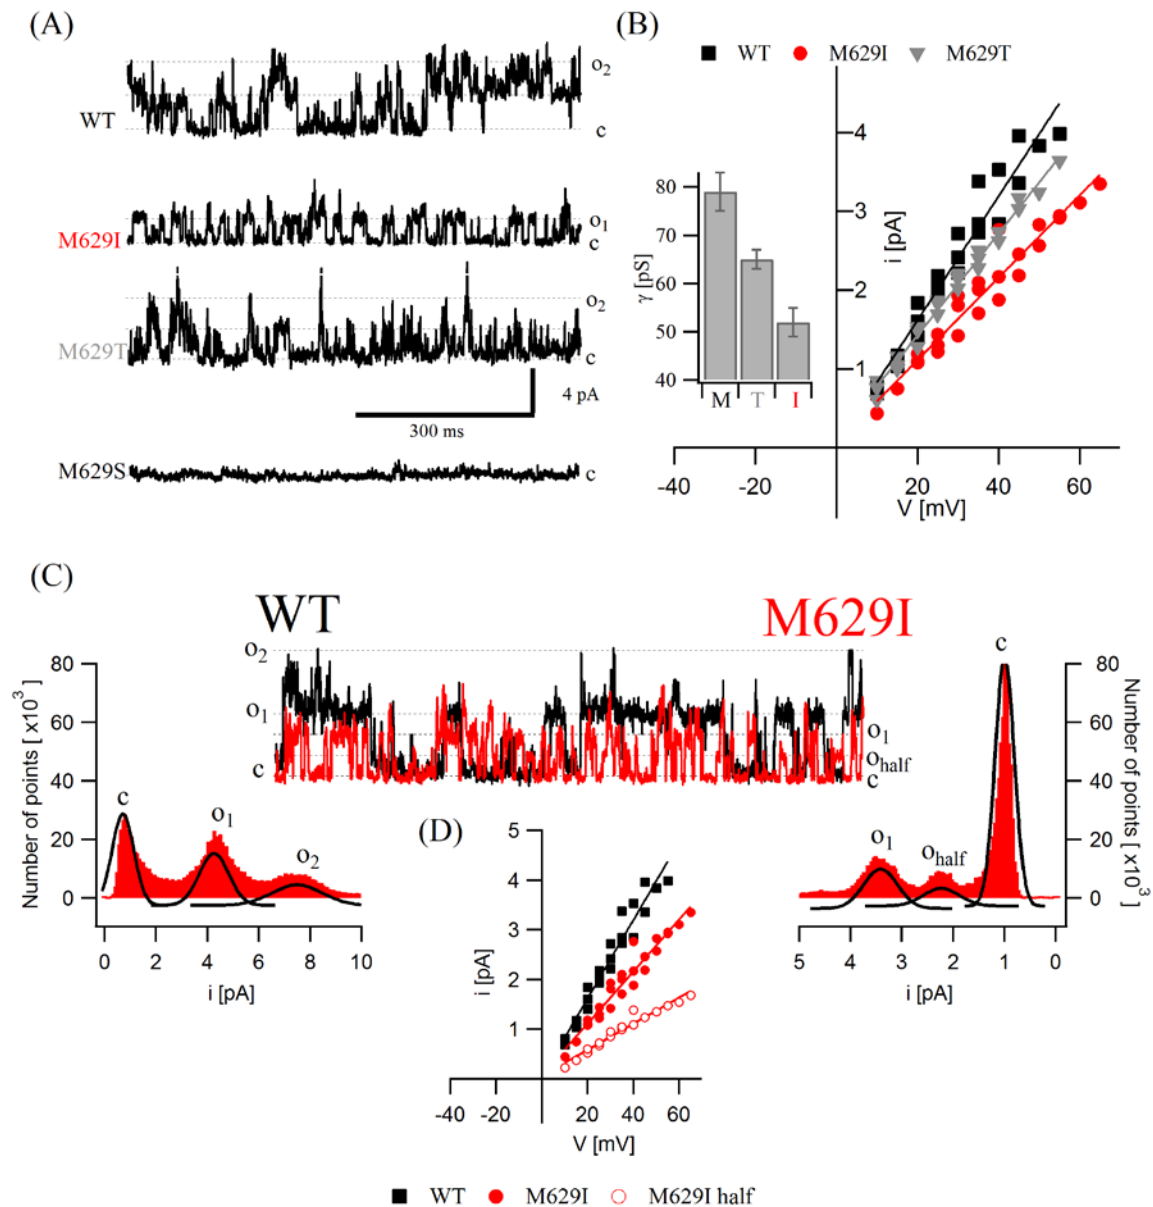 (A)
WT
o2
c
M629I
o1
c
M629T
o2
c
4 pA
300 ms
M629S
c
(B)
WT
M629I
M629T
4
3
2
1
i [pA]
80
70
60
50
40
γ [pS]
M
T
I
-40
-20
20
40
60
V [mV]
(C)
WT
M629I
80
60
40
20
0
Number of points [ x10³]
c
o1
o2
0
2
4
6
8
10
i [pA]
o2
o1
c
o1
ohalf
c
c
o1
ohalf
80
60
40
20
0
Number of points [ x10³]
5
4
3
2
1
0
i [pA]
(D)
5
4
3
2
1
i [pA]
-40
-20
20
40
60
V [mV]
WT
M629I
M629I half